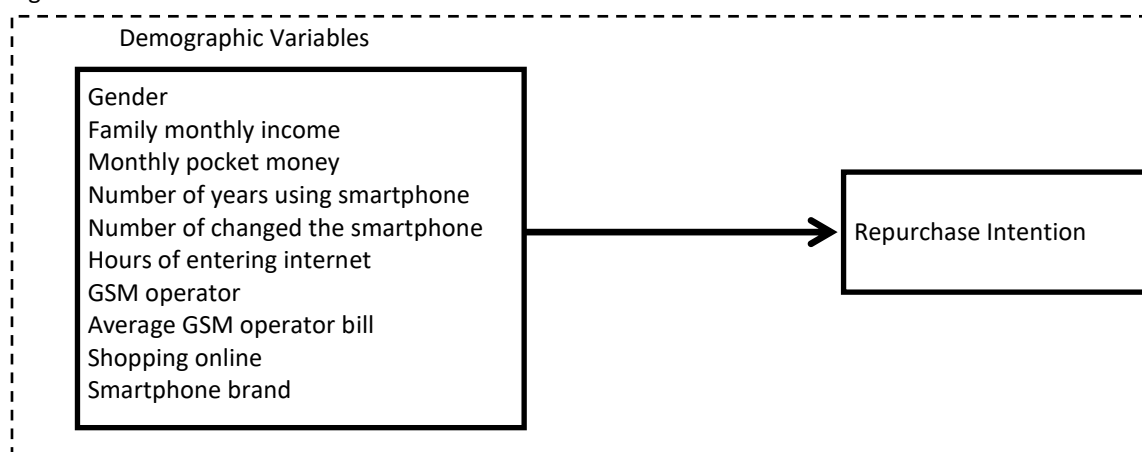 Demographic Variables
Gender
Family monthly income
Monthly pocket money
Number of years using smartphone
Number of changed the smartphone
Hours of entering internet
GSM operator
Average GSM operator bill
Shopping online
Smartphone brand
Repurchase Intention